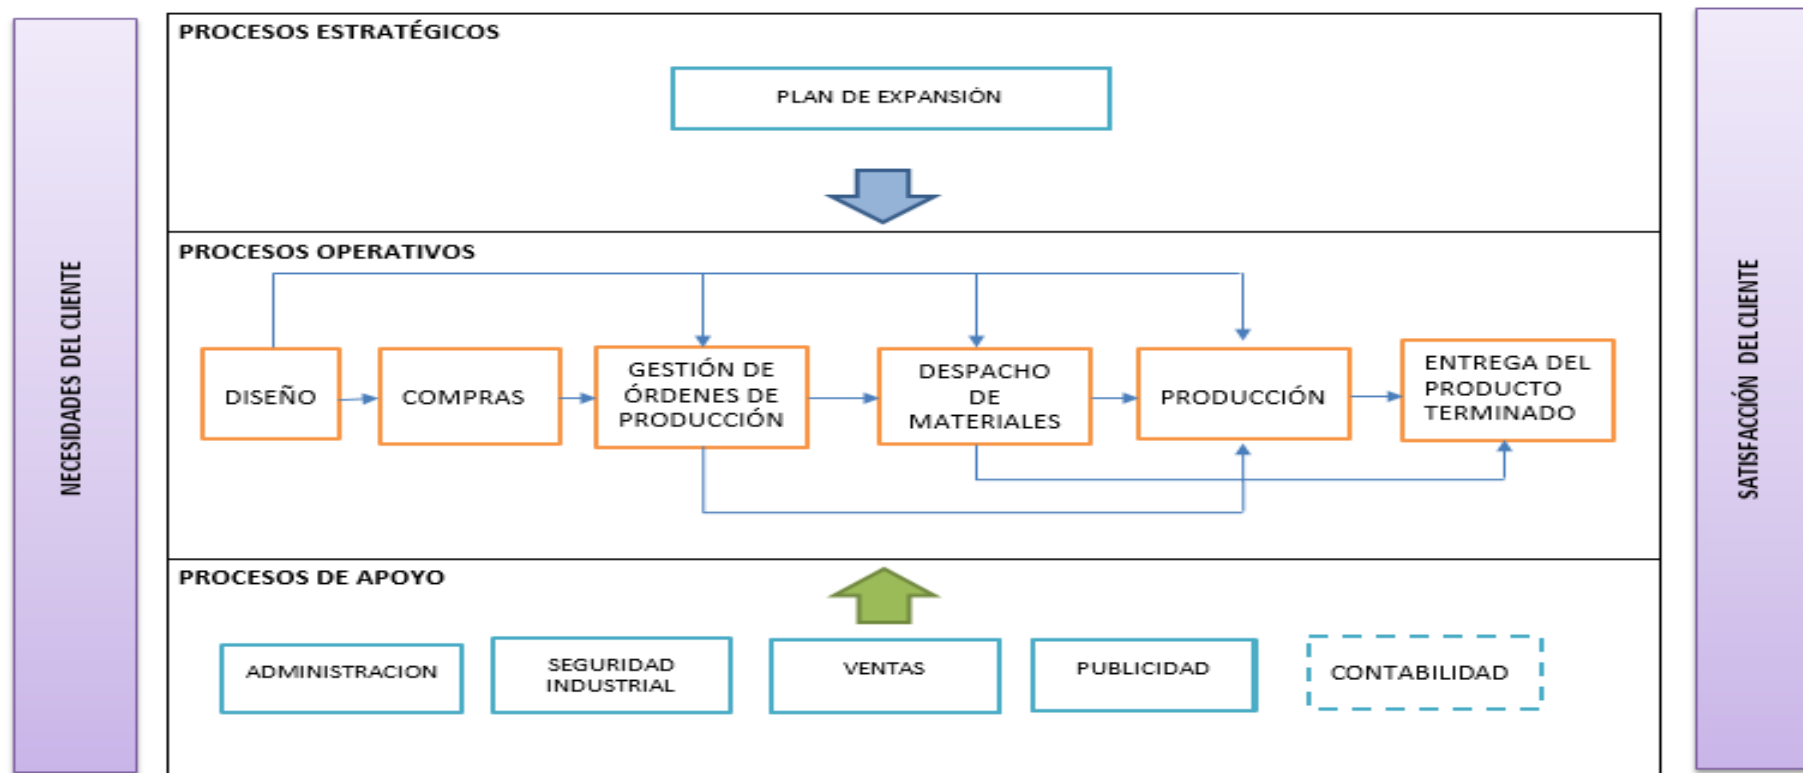 NECESIDADES DEL CLIENTE
PROCESOS ESTRATÉGICOS
PLAN DE EXPANSIÓN
PROCESOS OPERATIVOS
DISEÑO
COMPRAS
GESTIÓN DE
ÓRDENES DE
PRODUCCIÓN
DESPACHO
DE
MATERIALES
PRODUCCIÓN
ENTREGA DEL
PRODUCTO
TERMINADO
PROCESOS DE APOYO
ADMINISTRACION
SEGURIDAD
INDUSTRIAL
VENTAS
PUBLICIDAD
CONTABILIDAD
SATISFACCIÓN DEL CLIENTE